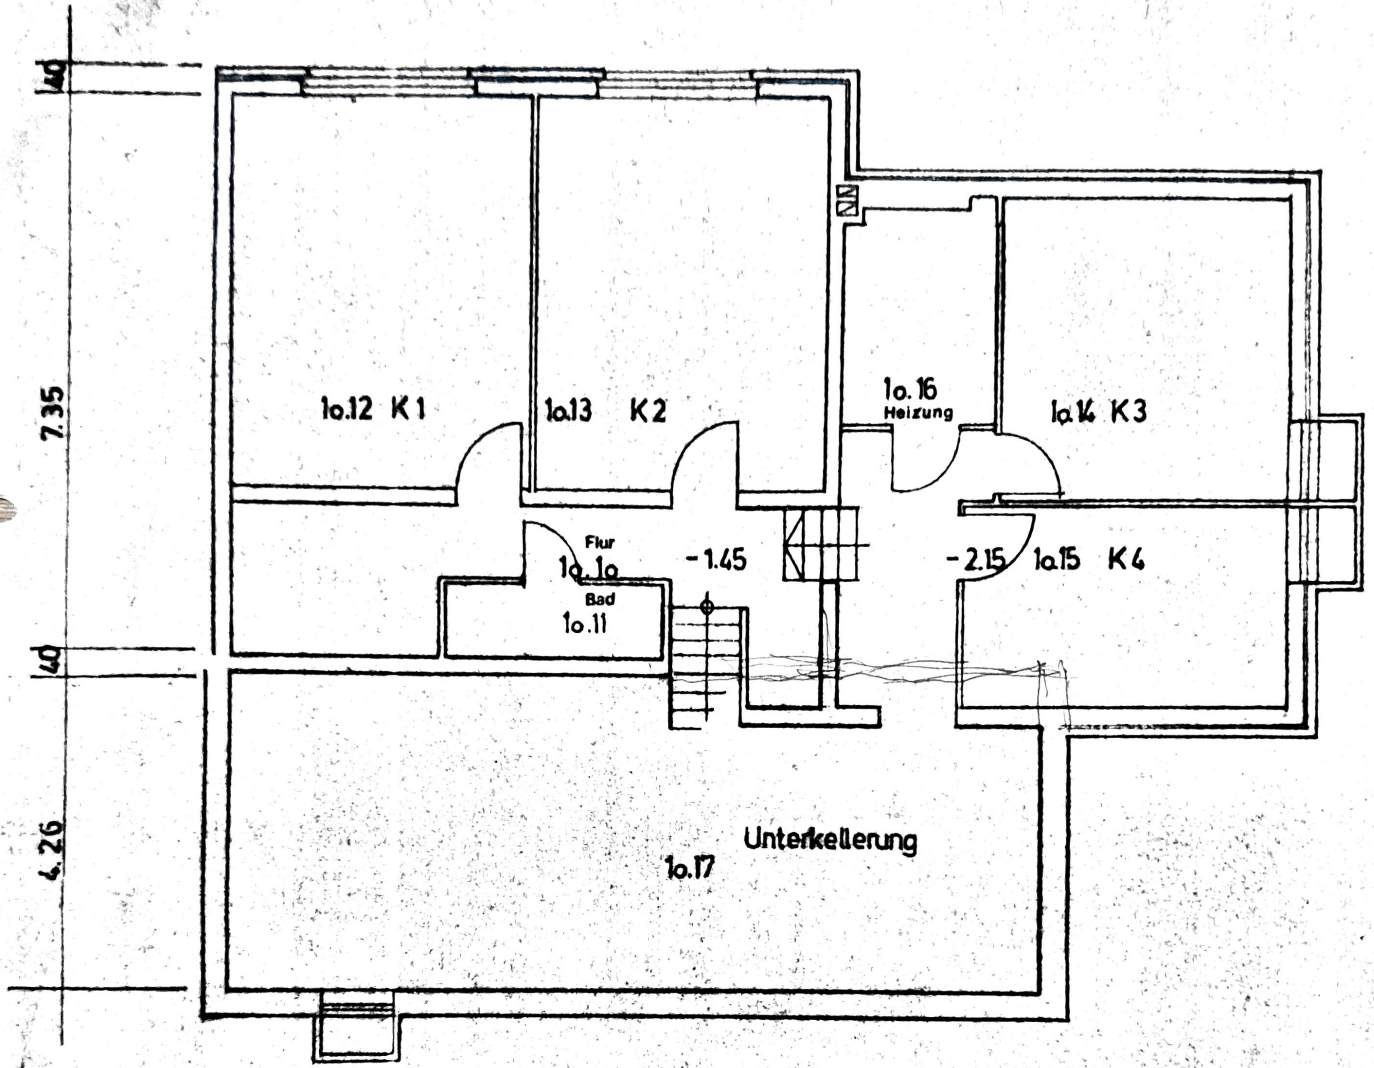 40
7.35
40
4.26
1o.12 K1
1o.13 K2
1o.16
Heizung
1o.14 K3
Flur
1o.1o
-1.45
-2.15
1o.15 K4
Bad
1o.11
Unterkellerung
1o.17